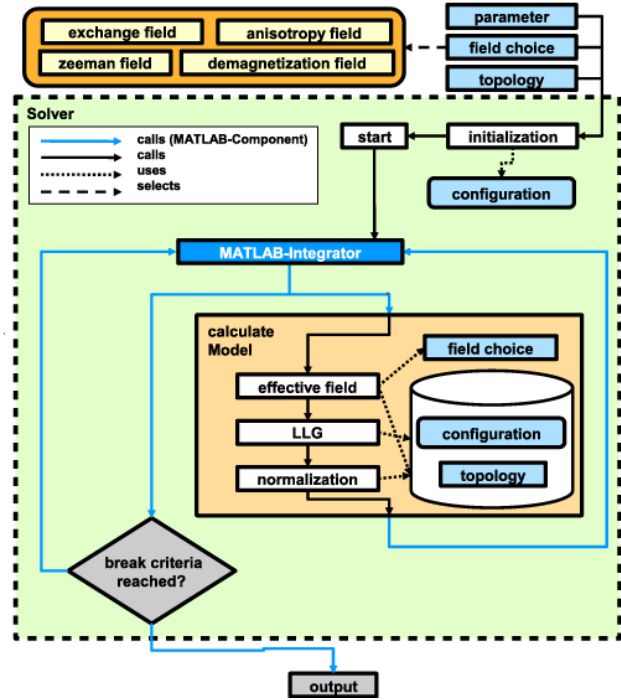 exchange field
anisotropy field
zeeman field
demagnetization field
parameter
field choice
topology
Solver
calls (MATLAB-Component)
calls
uses
selects
start
initialization
configuration
MATLAB-Integrator
calculate
Model
field choice
effective field
LLG
configuration
normalization
topology
break criteria
reached?
output